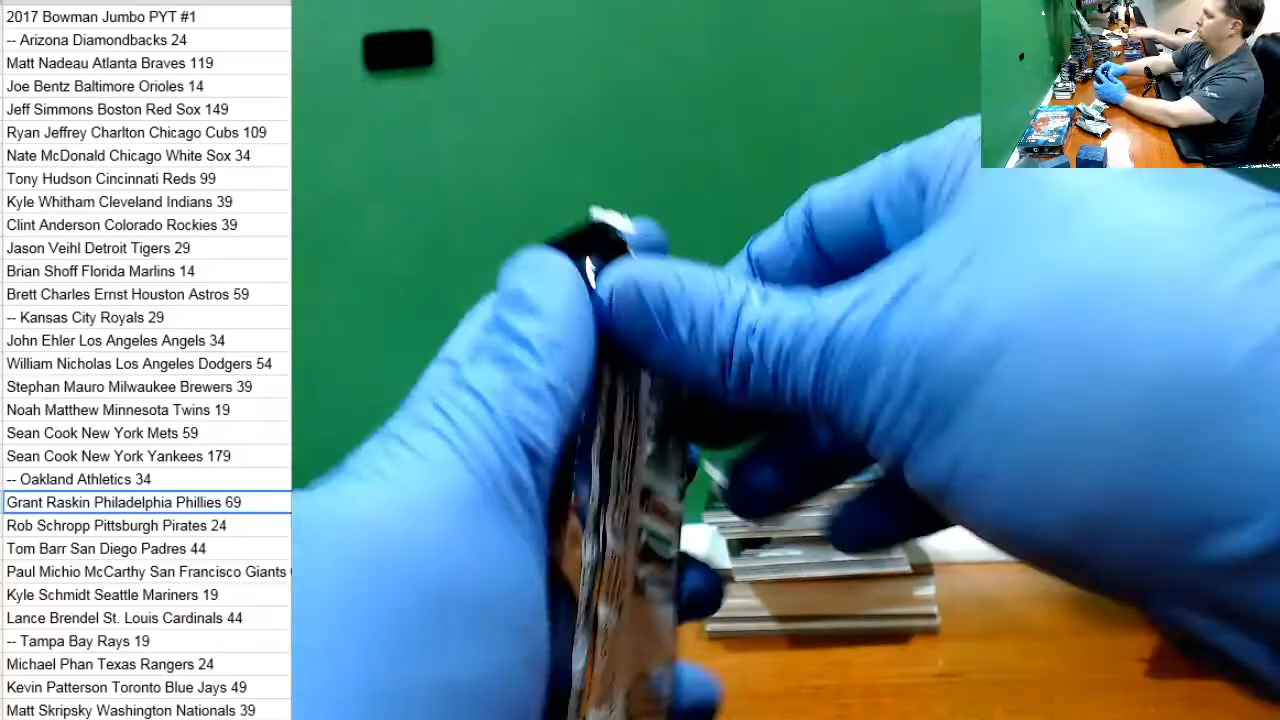 2017 Bowman Jumbo PYT #1
-- Arizona Diamondbacks 24
Matt Nadeau Atlanta Braves 119
Joe Bentz Baltimore Orioles 14
Jeff Simmons Boston Red Sox 149
Ryan Jeffrey Charlton Chicago Cubs 109
Nate McDonald Chicago White Sox 34
Tony Hudson Cincinnati Reds 99
Kyle Whitham Cleveland Indians 39
Clint Anderson Colorado Rockies 39
Jason Veihl Detroit Tigers 29
Brian Shoff Florida Marlins 14
Brett Charles Ernst Houston Astros 59
-- Kansas City Royals 29
John Ehler Los Angeles Angels 34
William Nicholas Los Angeles Dodgers 54
Stephan Mauro Milwaukee Brewers 39
Noah Matthew Minnesota Twins 19
Sean Cook New York Mets 59
Sean Cook New York Yankees 179
-- Oakland Athletics 34
Grant Raskin Philadelphia Phillies 69
Rob Schropp Pittsburgh Pirates 24
Tom Barr San Diego Padres 44
Paul Michio McCarthy San Francisco Giants
Kyle Schmidt Seattle Mariners 19
Lance Brendel St. Louis Cardinals 44
-- Tampa Bay Rays 19
Michael Phan Texas Rangers 24
Kevin Patterson Toronto Blue Jays 49
Matt Skripsky Washington Nationals 39